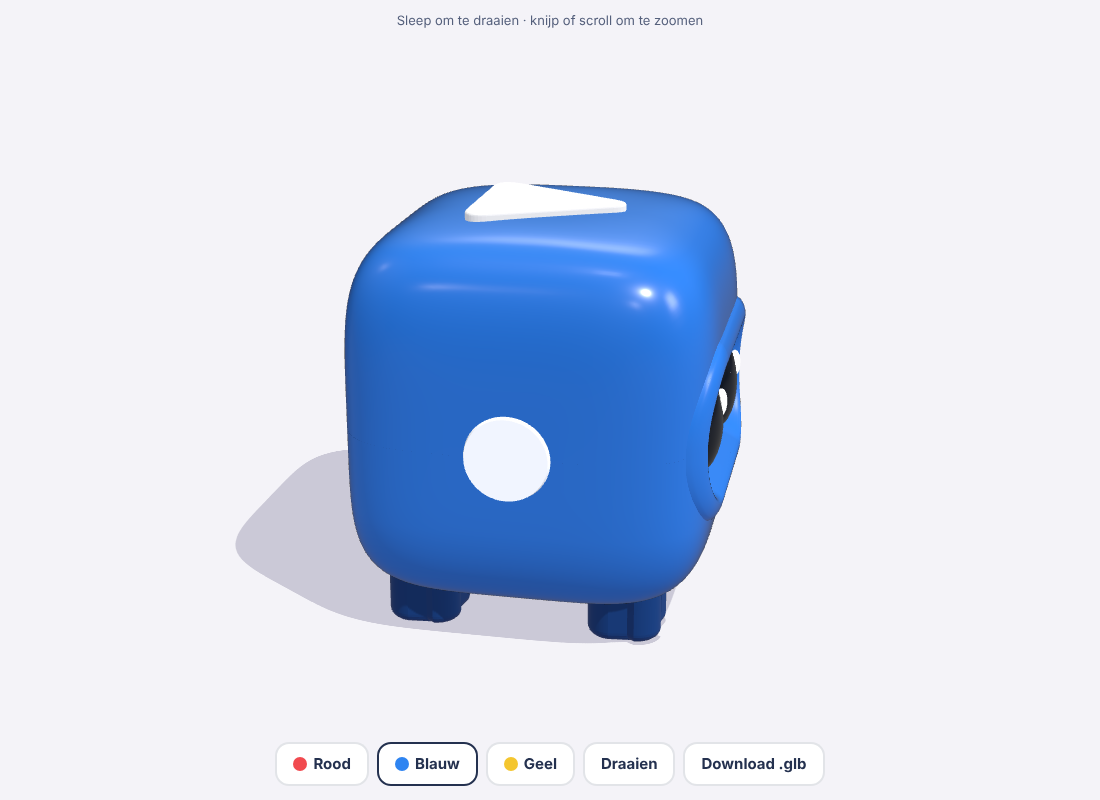 Sleep om te draaien · knijp of scroll om te zoomen
Rood
Blauw
Geel
Draaien
Download .glb